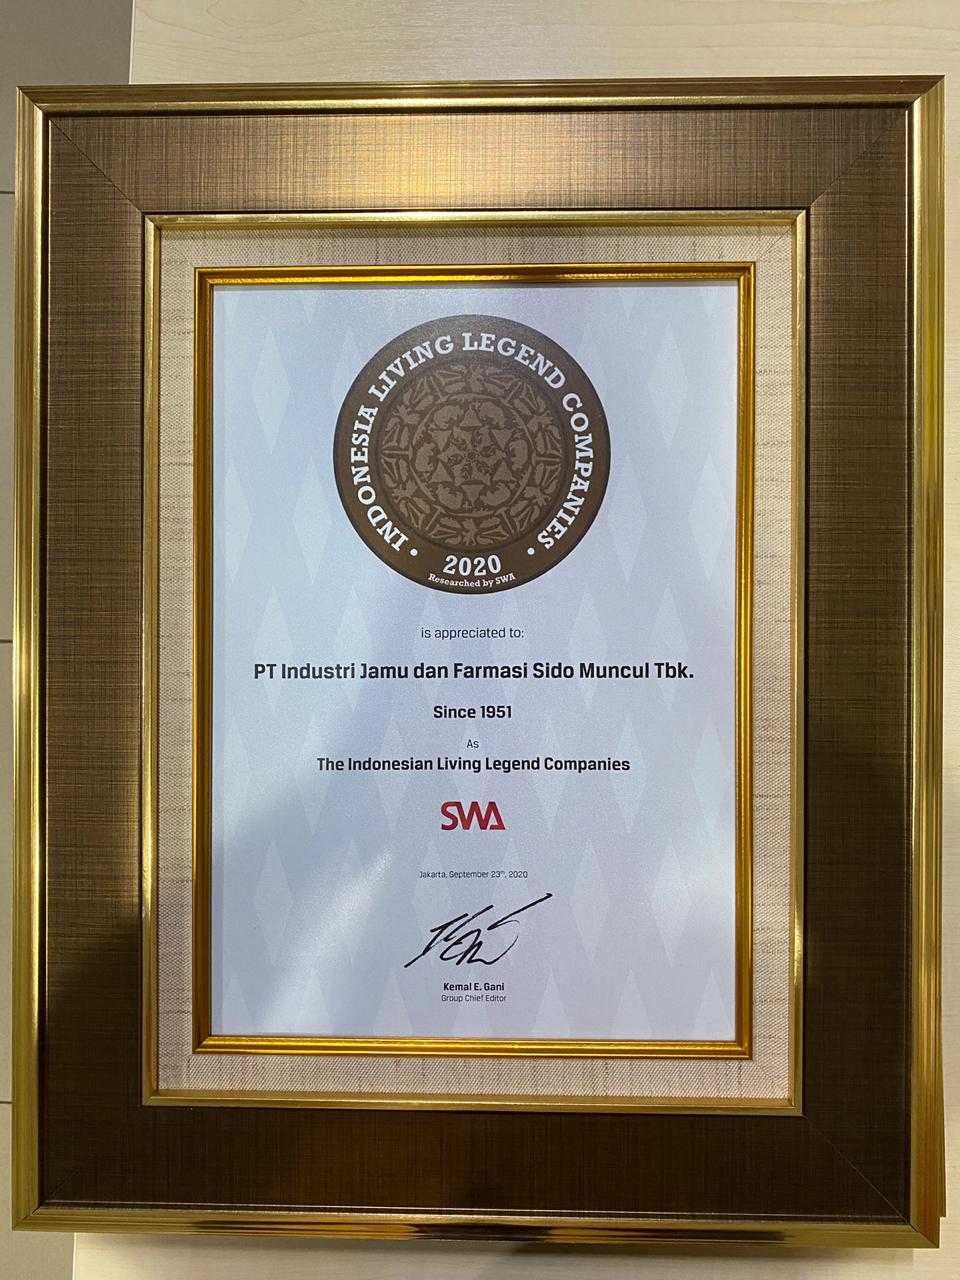 INDONESIA LIVING LEGEND COMPANIES
2020
Researched by SWA
is appreciated to:
PT Industri Jamu dan Farmasi Sido Muncul Tbk.
Since 1951
As
The Indonesian Living Legend Companies
SWA
Jakarta, September 23th, 2020
Kemal E. Gani
Group Chief Editor